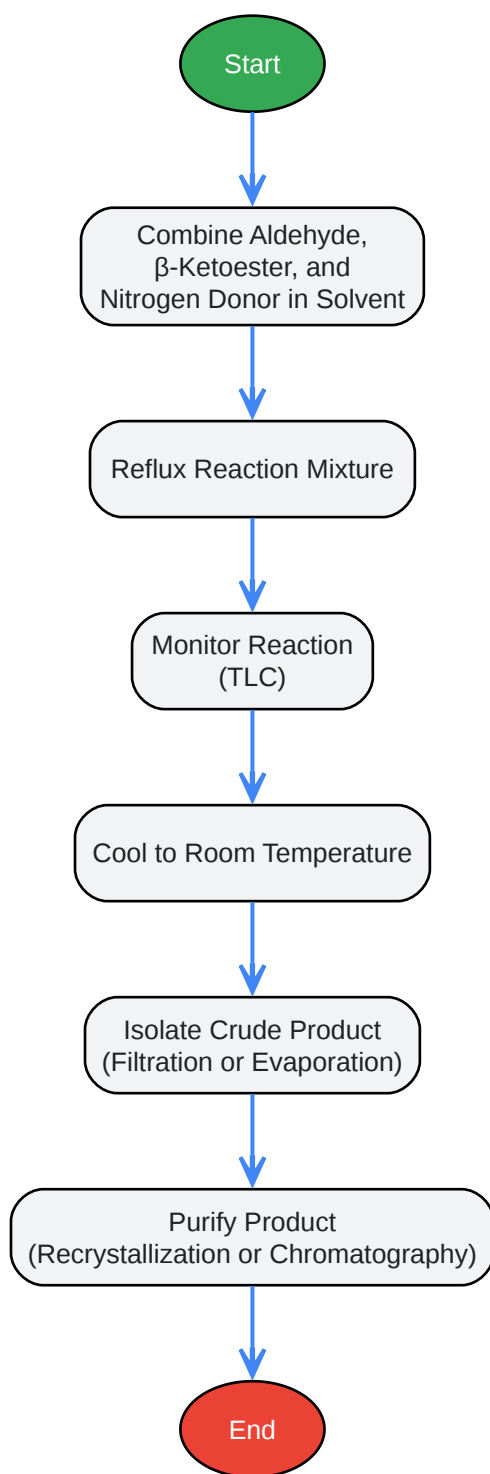 Start
Combine Aldehyde,
β-Ketoester, and
Nitrogen Donor in Solvent
Reflux Reaction Mixture
Monitor Reaction
(TLC)
Cool to Room Temperature
Isolate Crude Product
(Filtration or Evaporation)
Purify Product
(Recrystallization or Chromatography)
End